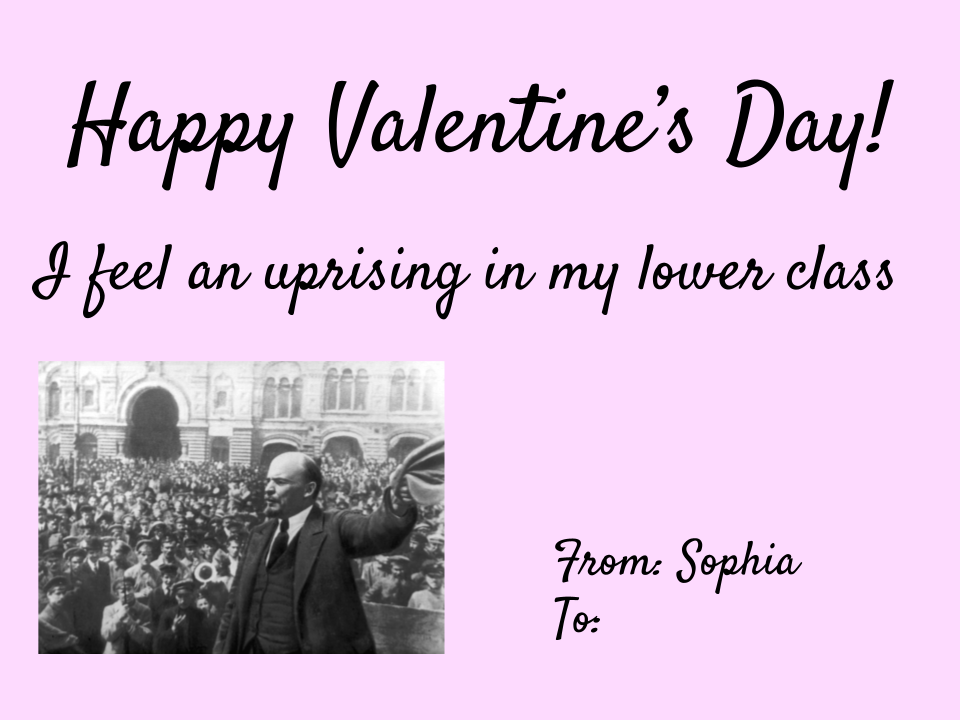 Happy Valentine’s Day!
I feel an uprising in my lower class
From: Sophia
To: